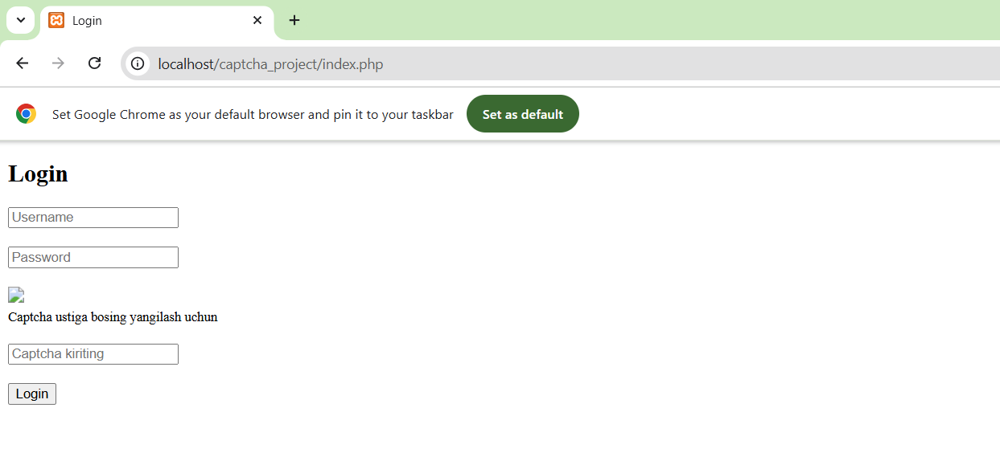 Login
localhost/captcha_project/index.php
Set Google Chrome as your default browser and pin it to your taskbar Set as default
Login
Username
Password
Captcha ustiga bosing yangilash uchun
Captcha kiriting
Login